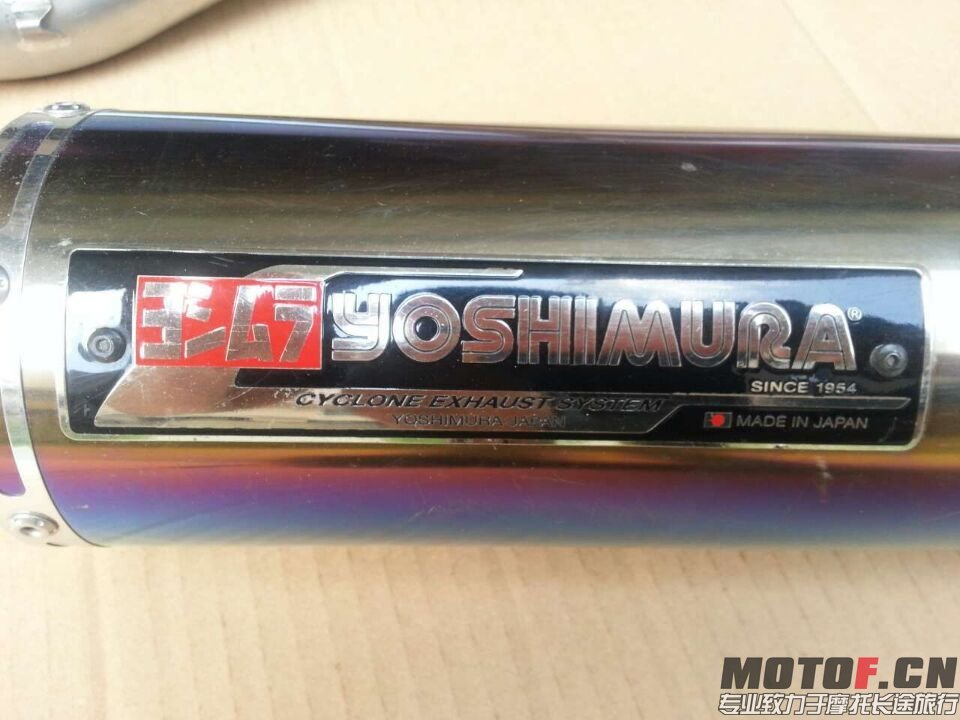 ヨシムラ YOSHIMURA®
SINCE 1954
CYCLONE EXHAUST SYSTEM
YOSHIMURA JAPAN
MADE IN JAPAN
MOTOF.CN
专业致力于摩托长途旅行